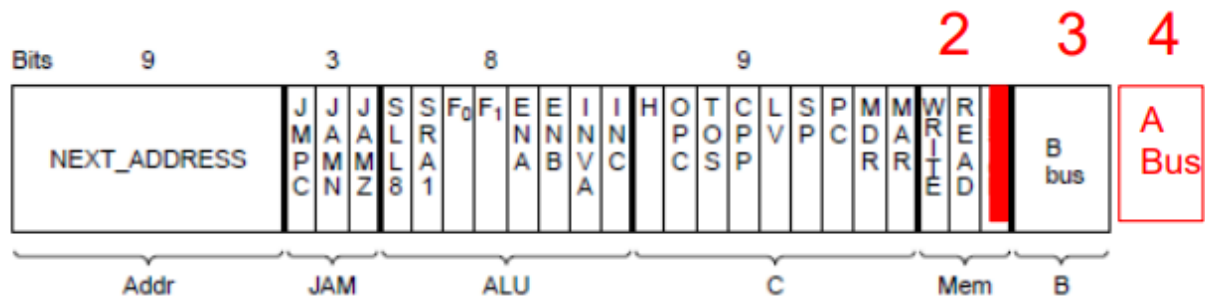 Bits 9 3 8 9 2 3 4
NEXT_ADDRESS JMPC JAMN JAMZ SLL8 SRA1 F0 F1 ENA ENB INVA INC H OPC TOS CPP LV SP PC MDR MAR WRITE READ B bus A Bus
Addr JAM ALU C Mem B